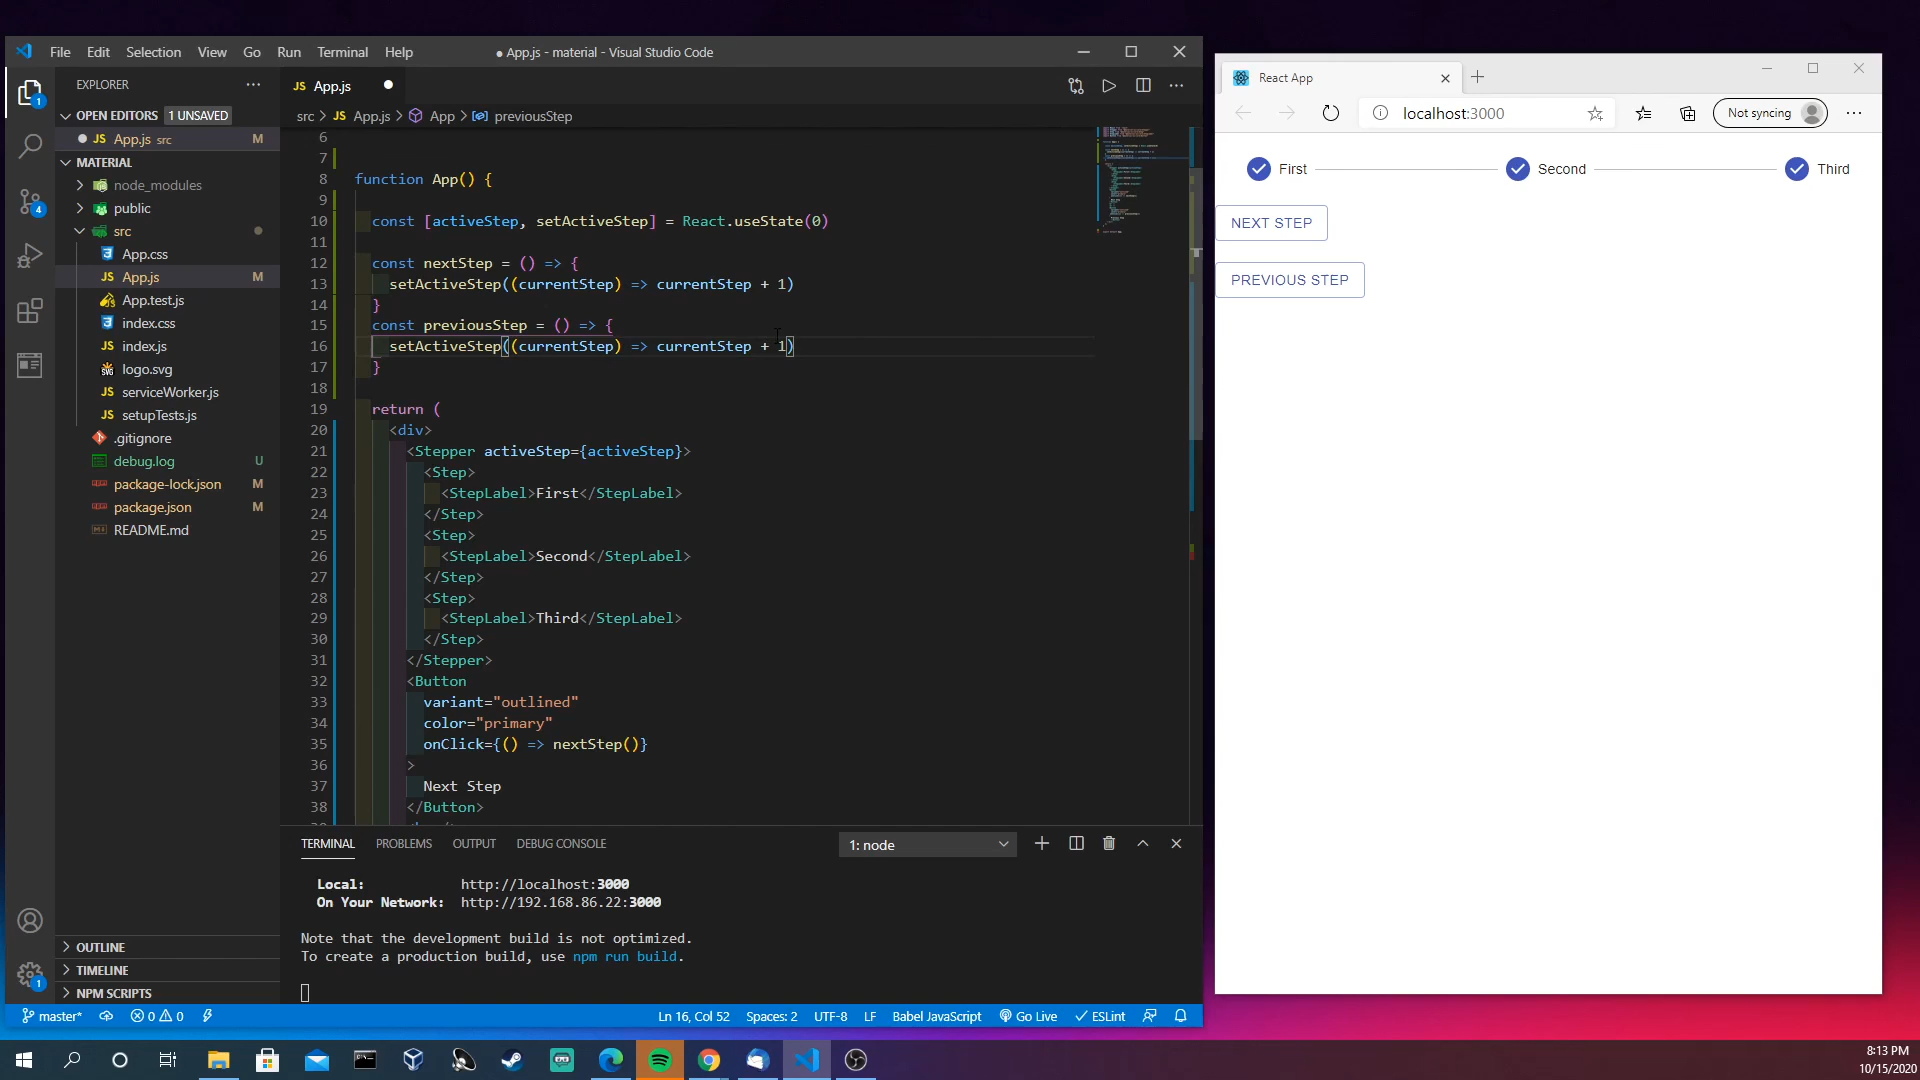 File Edit Selection View Go Run Terminal Help
● App.js - material - Visual Studio Code
EXPLORER
OPEN EDITORS 1 UNSAVED
JS App.js src M
MATERIAL
node_modules
public
src
App.css
JS App.js M
App.test.js
index.css
JS index.js
logo.svg
JS serviceWorker.js
JS setupTests.js
.gitignore
debug.log U
package-lock.json M
package.json M
README.md
OUTLINE
TIMELINE
NPM SCRIPTS
JS App.js
src > JS App.js > App > previousStep
6
7
8 function App() {
9
10 const [activeStep, setActiveStep] = React.useState(0)
11
12 const nextStep = () => {
13 setActiveStep((currentStep) => currentStep + 1)
14 }
15 const previousStep = () => {
16 setActiveStep((currentStep) => currentStep + 1)
17 }
18
19 return (
20 <div>
21 <Stepper activeStep={activeStep}>
22 <Step>
23 <StepLabel>First</StepLabel>
24 </Step>
25 <Step>
26 <StepLabel>Second</StepLabel>
27 </Step>
28 <Step>
29 <StepLabel>Third</StepLabel>
30 </Step>
31 </Stepper>
32 <Button
33 variant="outlined"
34 color="primary"
35 onClick={() => nextStep()}
36 >
37 Next Step
38 </Button>
TERMINAL PROBLEMS OUTPUT DEBUG CONSOLE
1: node
Local: http://localhost:3000
On Your Network: http://192.168.86.22:3000
Note that the development build is not optimized.
To create a production build, use npm run build.
master* 0 0
Ln 16, Col 52 Spaces: 2 UTF-8 LF Babel JavaScript Go Live ESLint
React App
localhost:3000
Not syncing
First
Second
Third
NEXT STEP
PREVIOUS STEP
8:13 PM
10/15/2020